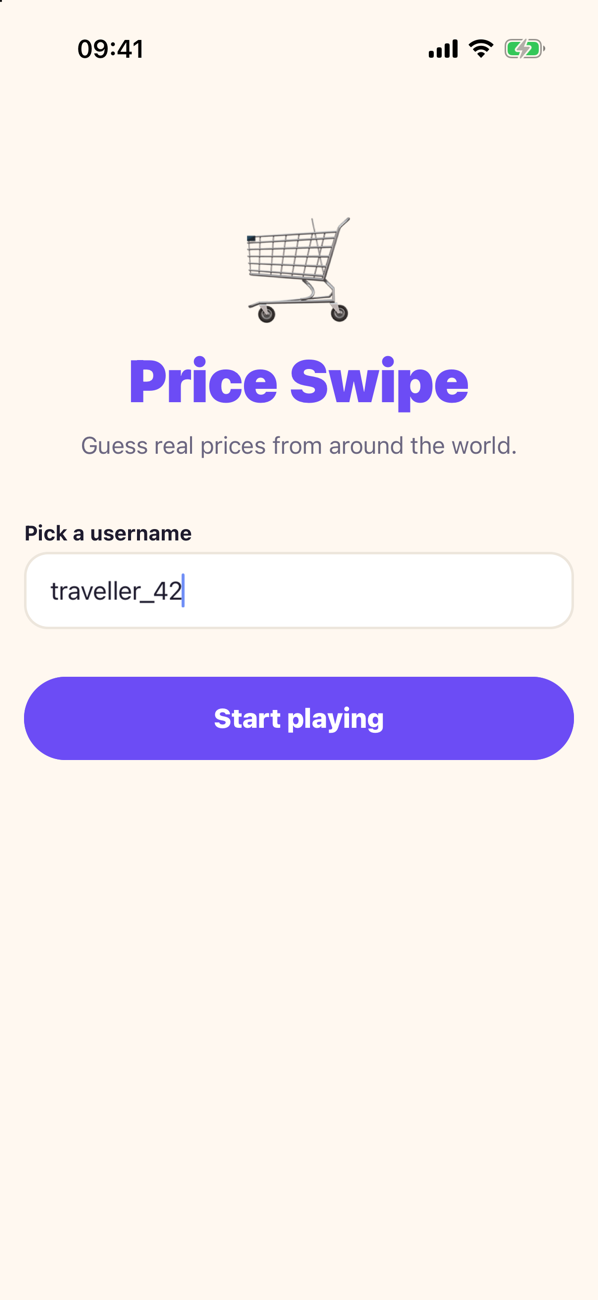 09:41
Price Swipe
Guess real prices from around the world.
Pick a username
traveller_42
Start playing